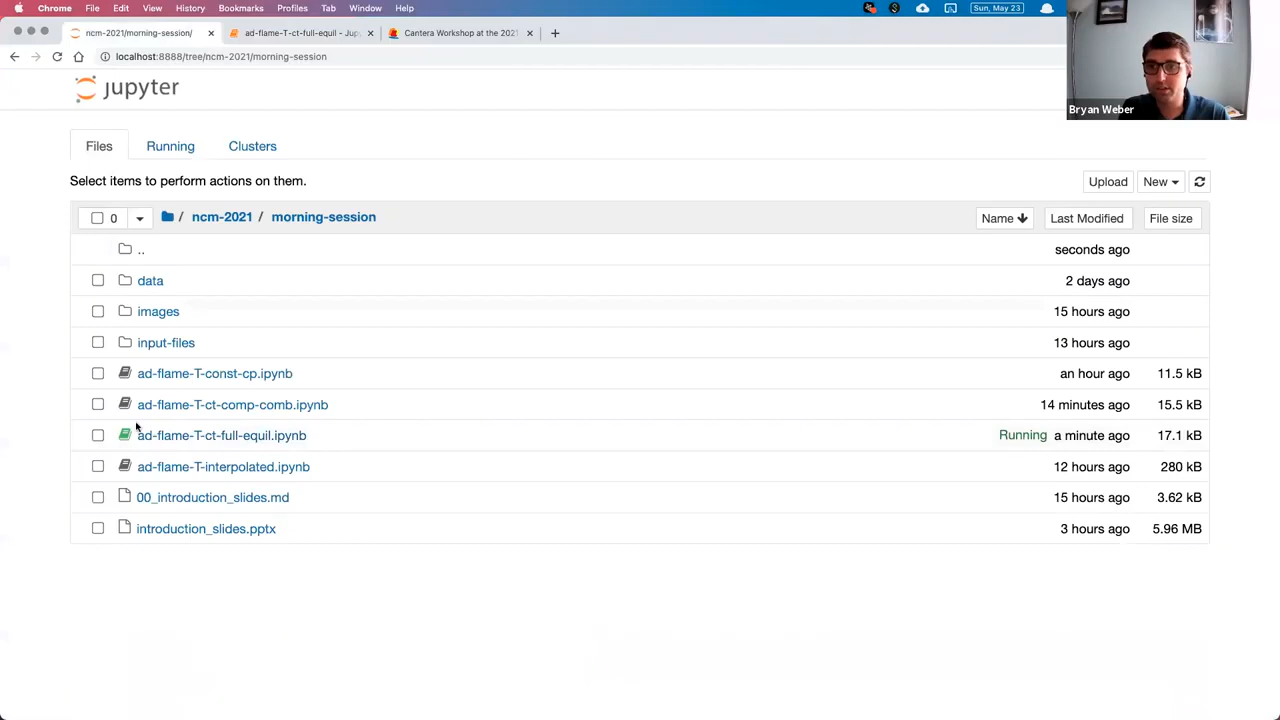 Chrome File Edit View History Bookmarks Profiles Tab Window Help Sun, May 23
ncm-2021/morning-session/ ad-flame-T-ct-full-equil - Jup Cantera Workshop at the 202
localhost:8888/tree/ncm-2021/morning-session
jupyter
Bryan Weber
Files Running Clusters
Select items to perform actions on them.
Upload New
0 / ncm-2021 / morning-session Name Last Modified File size
.. seconds ago
data 2 days ago
images 15 hours ago
input-files 13 hours ago
ad-flame-T-const-cp.ipynb an hour ago 11.5 kB
ad-flame-T-ct-comp-comb.ipynb 14 minutes ago 15.5 kB
ad-flame-T-ct-full-equil.ipynb Running a minute ago 17.1 kB
ad-flame-T-interpolated.ipynb 12 hours ago 280 kB
00_introduction_slides.md 15 hours ago 3.62 kB
introduction_slides.pptx 3 hours ago 5.96 MB